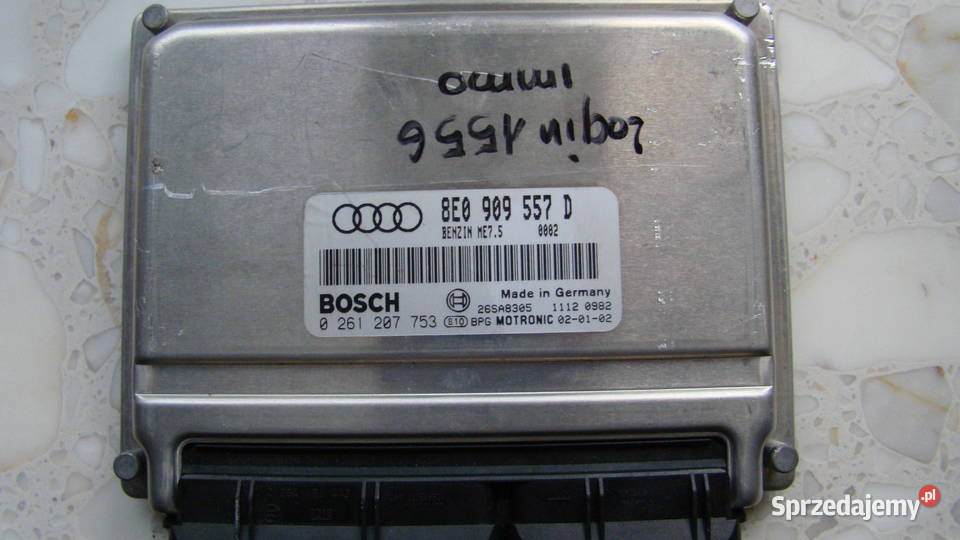 Login 1556
immo
8E0 909 557 D
BENZIN ME7.5 0002
BOSCH Made in Germany
26SA8305 1112 0982
0 261 207 753 e1D BPG MOTRONIC 02-01-02
Sprzedajemy.pl